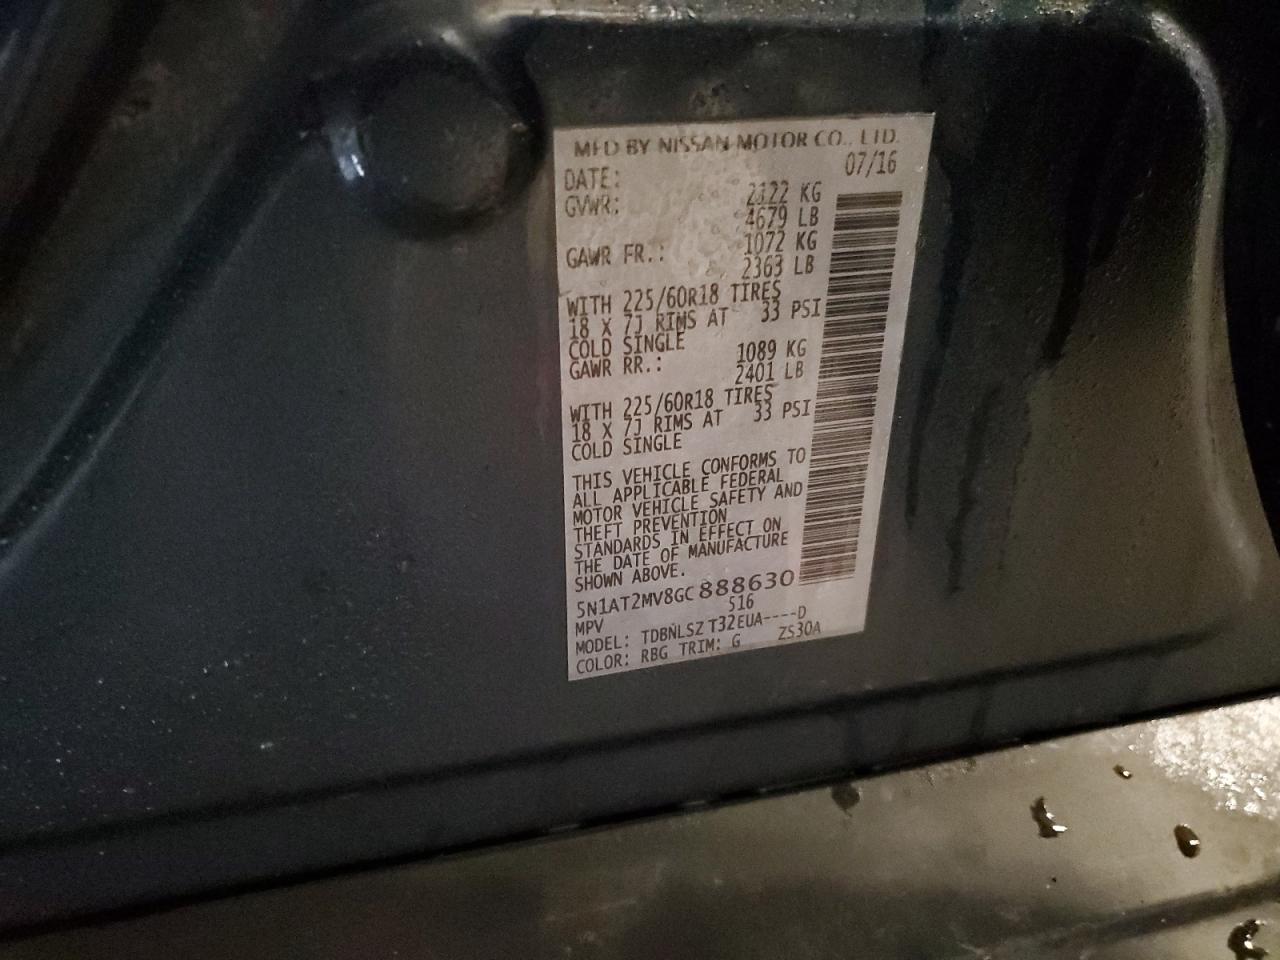 MFD BY NISSAN MOTOR CO., LTD.
DATE: 07/16
GVWR: 2122 KG
4679 LB
GAWR FR.: 1072 KG
2363 LB
WITH 225/60R18 TIRES
18 X 7J RIMS AT 33 PSI
COLD SINGLE
GAWR RR.: 1089 KG
2401 LB
WITH 225/60R18 TIRES
18 X 7J RIMS AT 33 PSI
COLD SINGLE
THIS VEHICLE CONFORMS TO
ALL APPLICABLE FEDERAL
MOTOR VEHICLE SAFETY AND
THEFT PREVENTION
STANDARDS IN EFFECT ON
THE DATE OF MANUFACTURE
SHOWN ABOVE.
5N1AT2MV8GC888630
MPV 516
MODEL: TDBNLSZ T32EUA----D
COLOR: RBG TRIM: G ZS30A